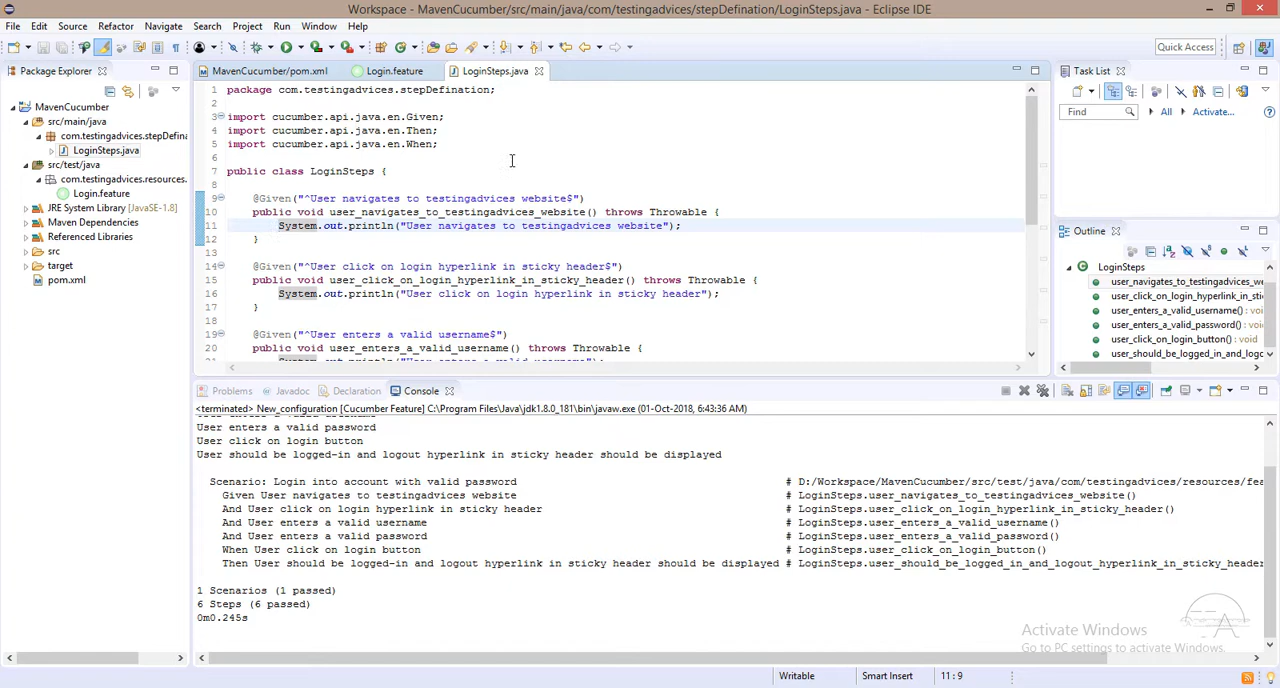 Workspace - MavenCucumber/src/main/java/com/testingadvices/stepDefination/LoginSteps.java - Eclipse IDE
File Edit Source Refactor Navigate Search Project Run Window Help
Quick Access
Package Explorer
MavenCucumber
src/main/java
com.testingadvices.stepDefina
LoginSteps.java
src/test/java
com.testingadvices.resources.
Login.feature
JRE System Library [JavaSE-1.8]
Maven Dependencies
Referenced Libraries
src
target
pom.xml
MavenCucumber/pom.xml Login.feature LoginSteps.java
1 package com.testingadvices.stepDefination;
2
3 import cucumber.api.java.en.Given;
4 import cucumber.api.java.en.Then;
5 import cucumber.api.java.en.When;
6
7 public class LoginSteps {
8
9 @Given("^User navigates to testingadvices website$")
10 public void user_navigates_to_testingadvices_website() throws Throwable {
11 System.out.println("User navigates to testingadvices website");
12 }
13
14 @Given("^User click on login hyperlink in sticky header$")
15 public void user_click_on_login_hyperlink_in_sticky_header() throws Throwable {
16 System.out.println("User click on login hyperlink in sticky header");
17 }
18
19 @Given("^User enters a valid username$")
20 public void user_enters_a_valid_username() throws Throwable {
21 System.out.println("User enters a valid username");
Task List
Find All Activate...
Outline
LoginSteps
user_navigates_to_testingadvices_we
user_click_on_login_hyperlink_in_sti
user_enters_a_valid_username() : voi
user_enters_a_valid_password() : voi
user_click_on_login_button() : void
user_should_be_logged_in_and_logo
Problems Javadoc Declaration Console
<terminated> New_configuration [Cucumber Feature] C:\Program Files\Java\jdk1.8.0_181\bin\javaw.exe (01-Oct-2018, 6:43:36 AM)
User enters a valid password
User click on login button
User should be logged-in and logout hyperlink in sticky header should be displayed
Scenario: Login into account with valid password # D:/Workspace/MavenCucumber/src/test/java/com/testingadvices/resources/fea
Given User navigates to testingadvices website # LoginSteps.user_navigates_to_testingadvices_website()
And User click on login hyperlink in sticky header # LoginSteps.user_click_on_login_hyperlink_in_sticky_header()
And User enters a valid username # LoginSteps.user_enters_a_valid_username()
And User enters a valid password # LoginSteps.user_enters_a_valid_password()
When User click on login button # LoginSteps.user_click_on_login_button()
Then User should be logged-in and logout hyperlink in sticky header should be displayed # LoginSteps.user_should_be_logged_in_and_logout_hyperlink_in_sticky_header
1 Scenarios (1 passed)
6 Steps (6 passed)
0m0.245s
Activate Windows
Go to PC settings to activate Windows.
Writable Smart Insert 11 : 9